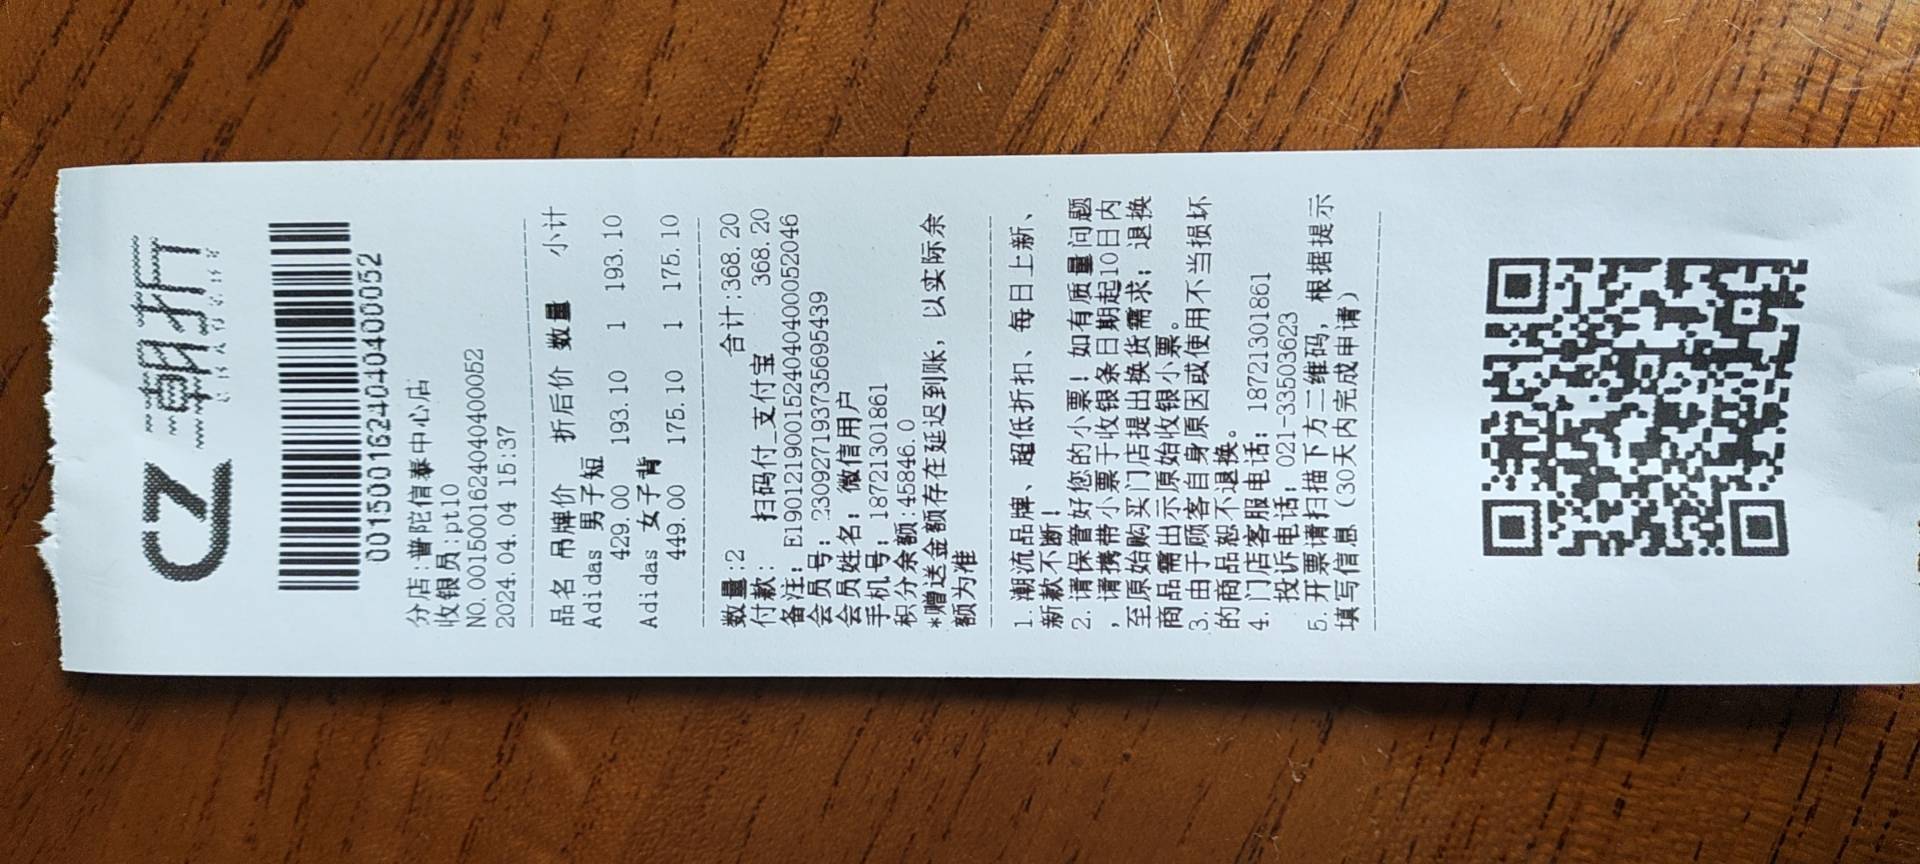 CZ 朝折
0015001624040400052
分店:普陀信泰中心店
收银员:pt10
NO.00150016240404000052
2024.04.04 15:37
品名 吊牌价 折后价 数量 小计
Adidas 男子短
429.00 193.10 1 193.10
Adidas 女子背
449.00 175.10 1 175.10
数量:2 合计:368.20
付款: 扫码付_支付宝 368.20
备注: E19012190015240404000052046
会员号: 2309271937356695439
会员姓名: 微信用户
手机号: 18721301861
积分余额:45846.0
*赠送金额存在延迟到账, 以实际余
额为准
1. 潮流品牌、超低折扣、每日上新、
新款不断!
2. 请保管好您的小票! 如有质量问题
, 请携带小票于收银条日期起10日内
至原始购买门店提出换货需求; 退换
商品需出示原始收银小票。
3. 由于顾客自身原因或使用不当损坏
的商品恕不退换。
4. 门店客服电话: 18721301861
投诉电话: 021-33503623
5. 开票请扫描下方二维码, 根据提示
填写信息 (30天内完成申请)